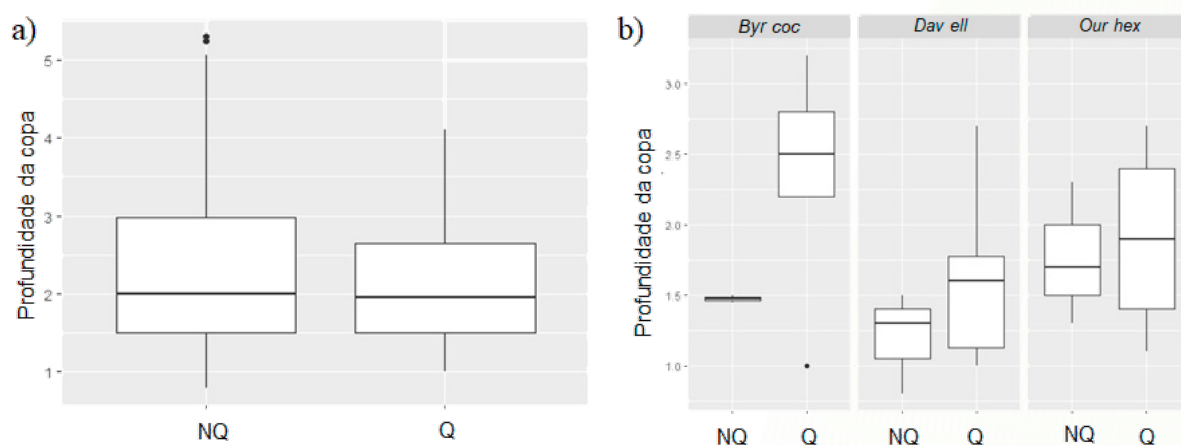 a)
Profundidade da copa
5
4
3
2
1
NQ
Q
b)
Byr coc
Dav ell
Our hex
Profundidade da copa
3.0
2.5
2.0
1.5
1.0
NQ
Q
NQ
Q
NQ
Q